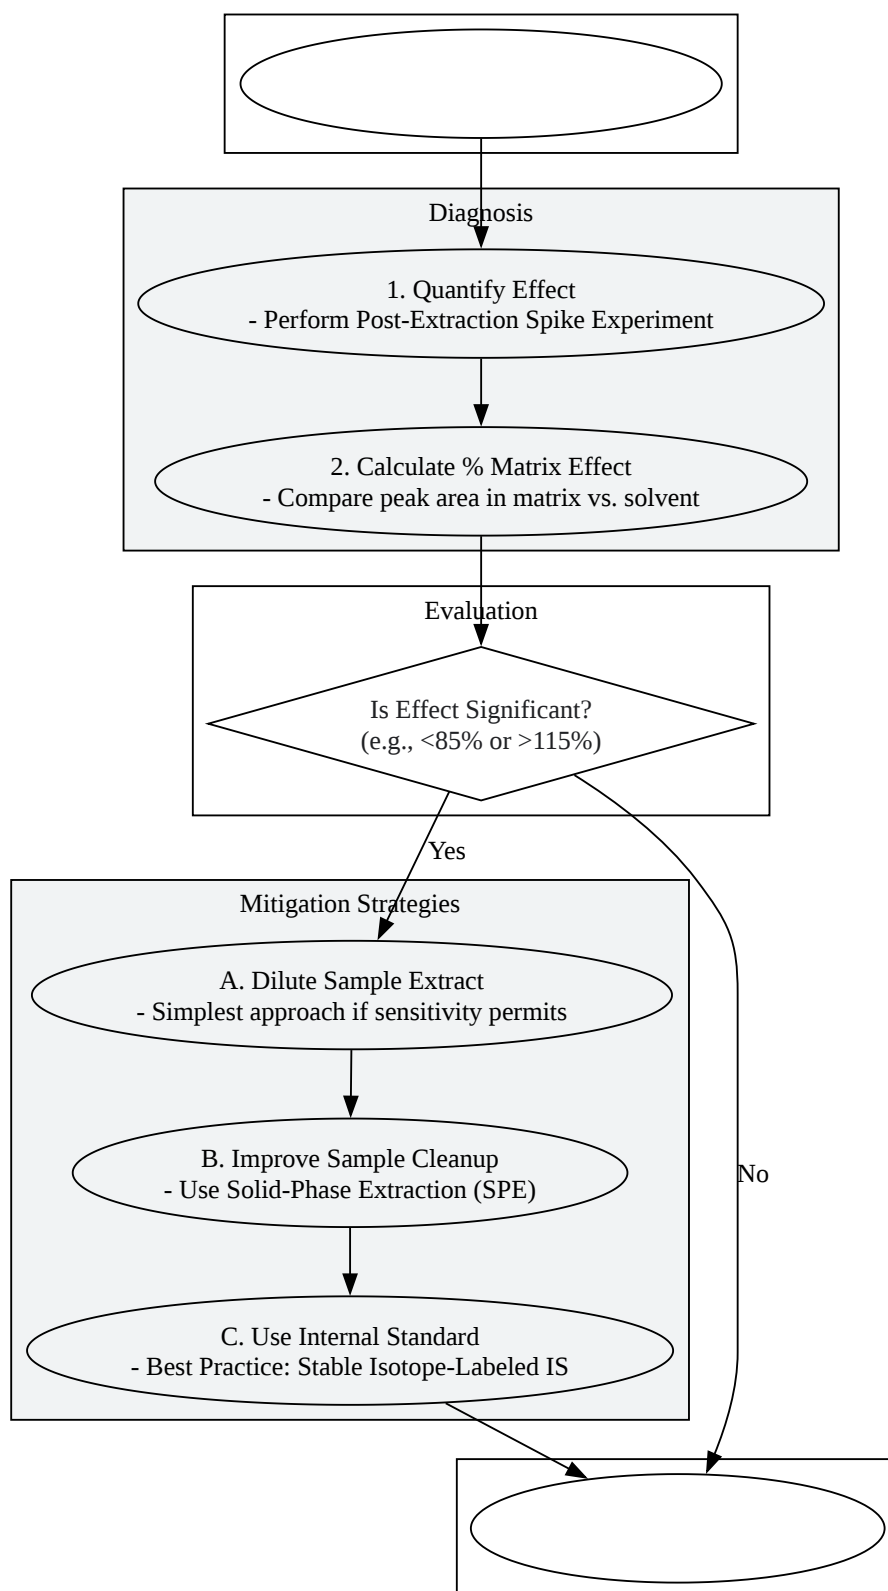 Diagnosis
1. Quantify Effect
- Perform Post-Extraction Spike Experiment
2. Calculate % Matrix Effect
- Compare peak area in matrix vs. solvent
Evaluation
Is Effect Significant?
(e.g., <85% or >115%)
Yes
Mitigation Strategies
A. Dilute Sample Extract
- Simplest approach if sensitivity permits
B. Improve Sample Cleanup
- Use Solid-Phase Extraction (SPE)
No
C. Use Internal Standard
- Best Practice: Stable Isotope-Labeled IS